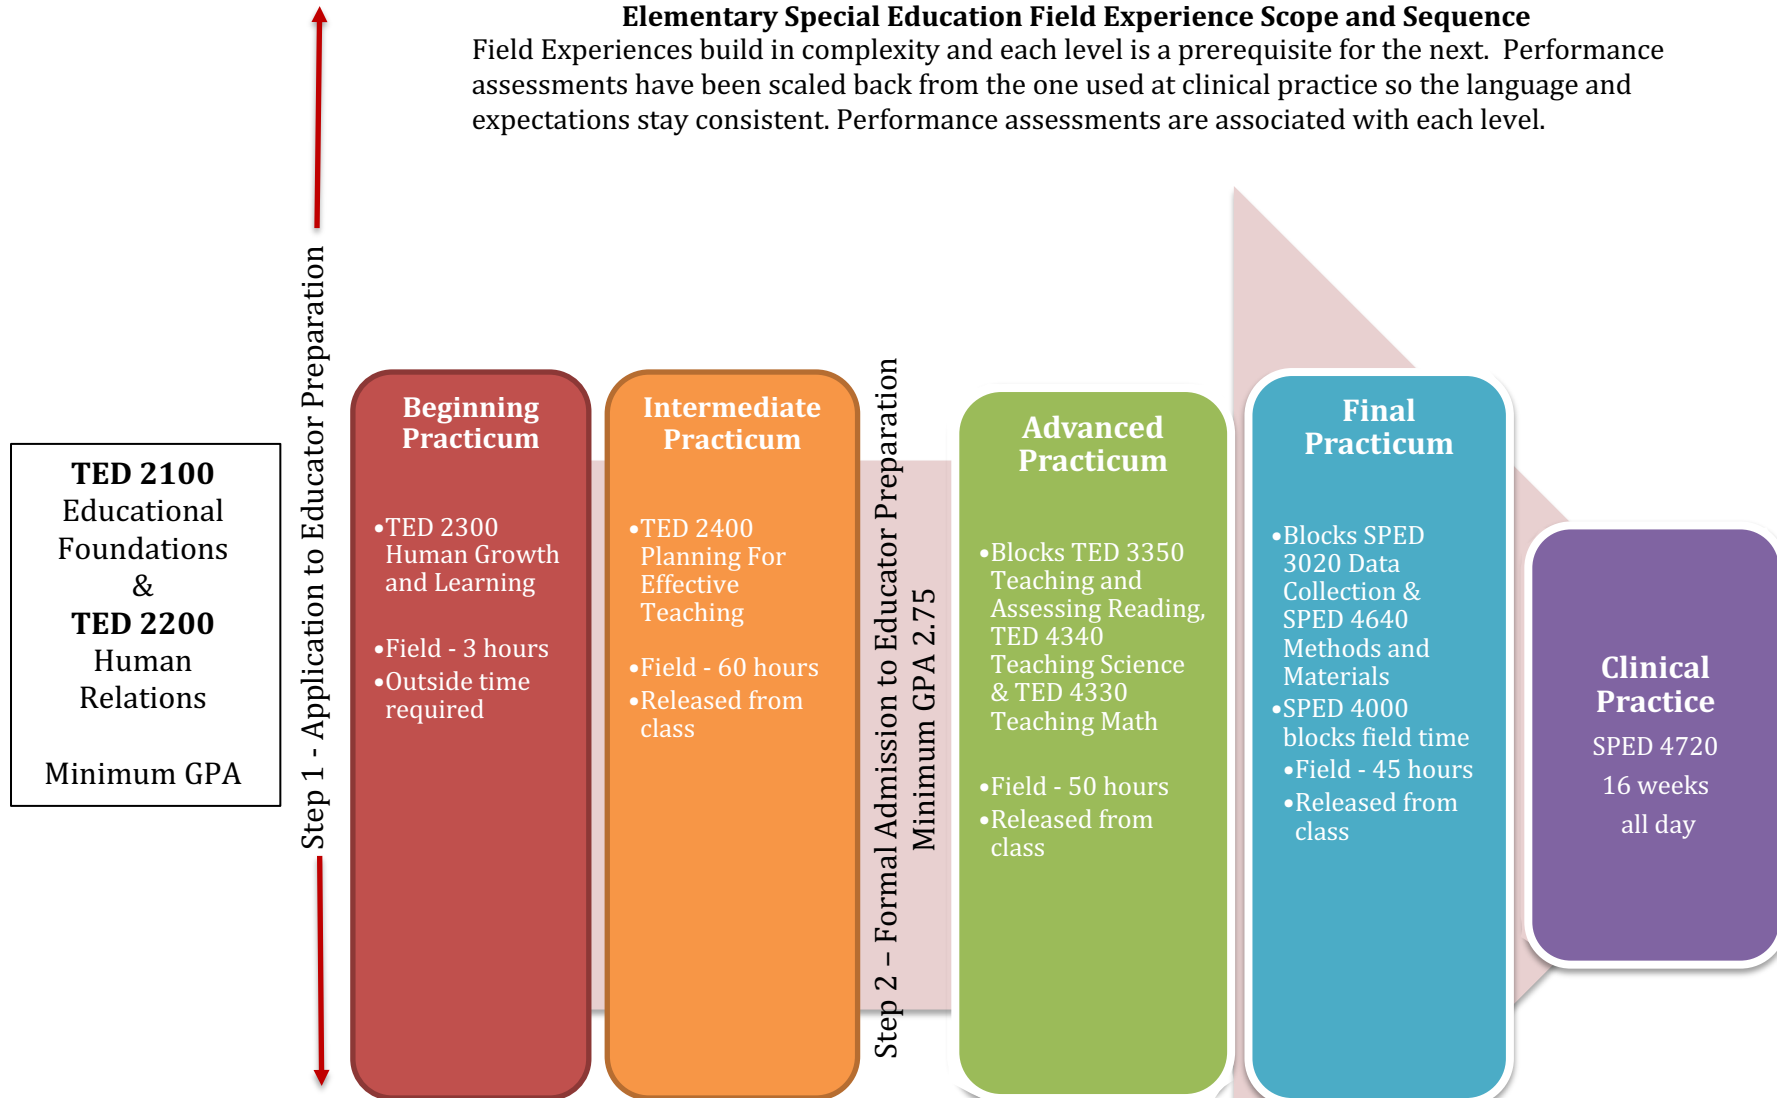 Elementary Special Education Field Experience Scope and Sequence
Field Experiences build in complexity and each level is a prerequisite for the next.  Performance
assessments have been scaled back from the one used at clinical practice so the language and
expectations stay consistent. Performance assessments are associated with each level.
TED 2100
Educational
Foundations
&
TED 2200
Human
Relations
Minimum GPA
Step 1 - Application to Educator Preparation
Beginning
Practicum
•TED 2300
Human Growth
and Learning
•Field - 3 hours
•Outside time
required
Intermediate
Practicum
•TED 2400
Planning For
Effective
Teaching
•Field - 60 hours
•Released from
class
Step 2 – Formal Admission to Educator Preparation
Minimum GPA 2.75
Advanced
Practicum
•Blocks TED 3350
Teaching and
Assessing Reading,
TED 4340
Teaching Science
& TED 4330
Teaching Math
•Field - 50 hours
•Released from
class
Final
Practicum
•Blocks SPED
3020 Data
Collection &
SPED 4640
Methods and
Materials
•SPED 4000
blocks field time
•Field - 45 hours
•Released from
class
Clinical
Practice
SPED 4720
16 weeks
all day